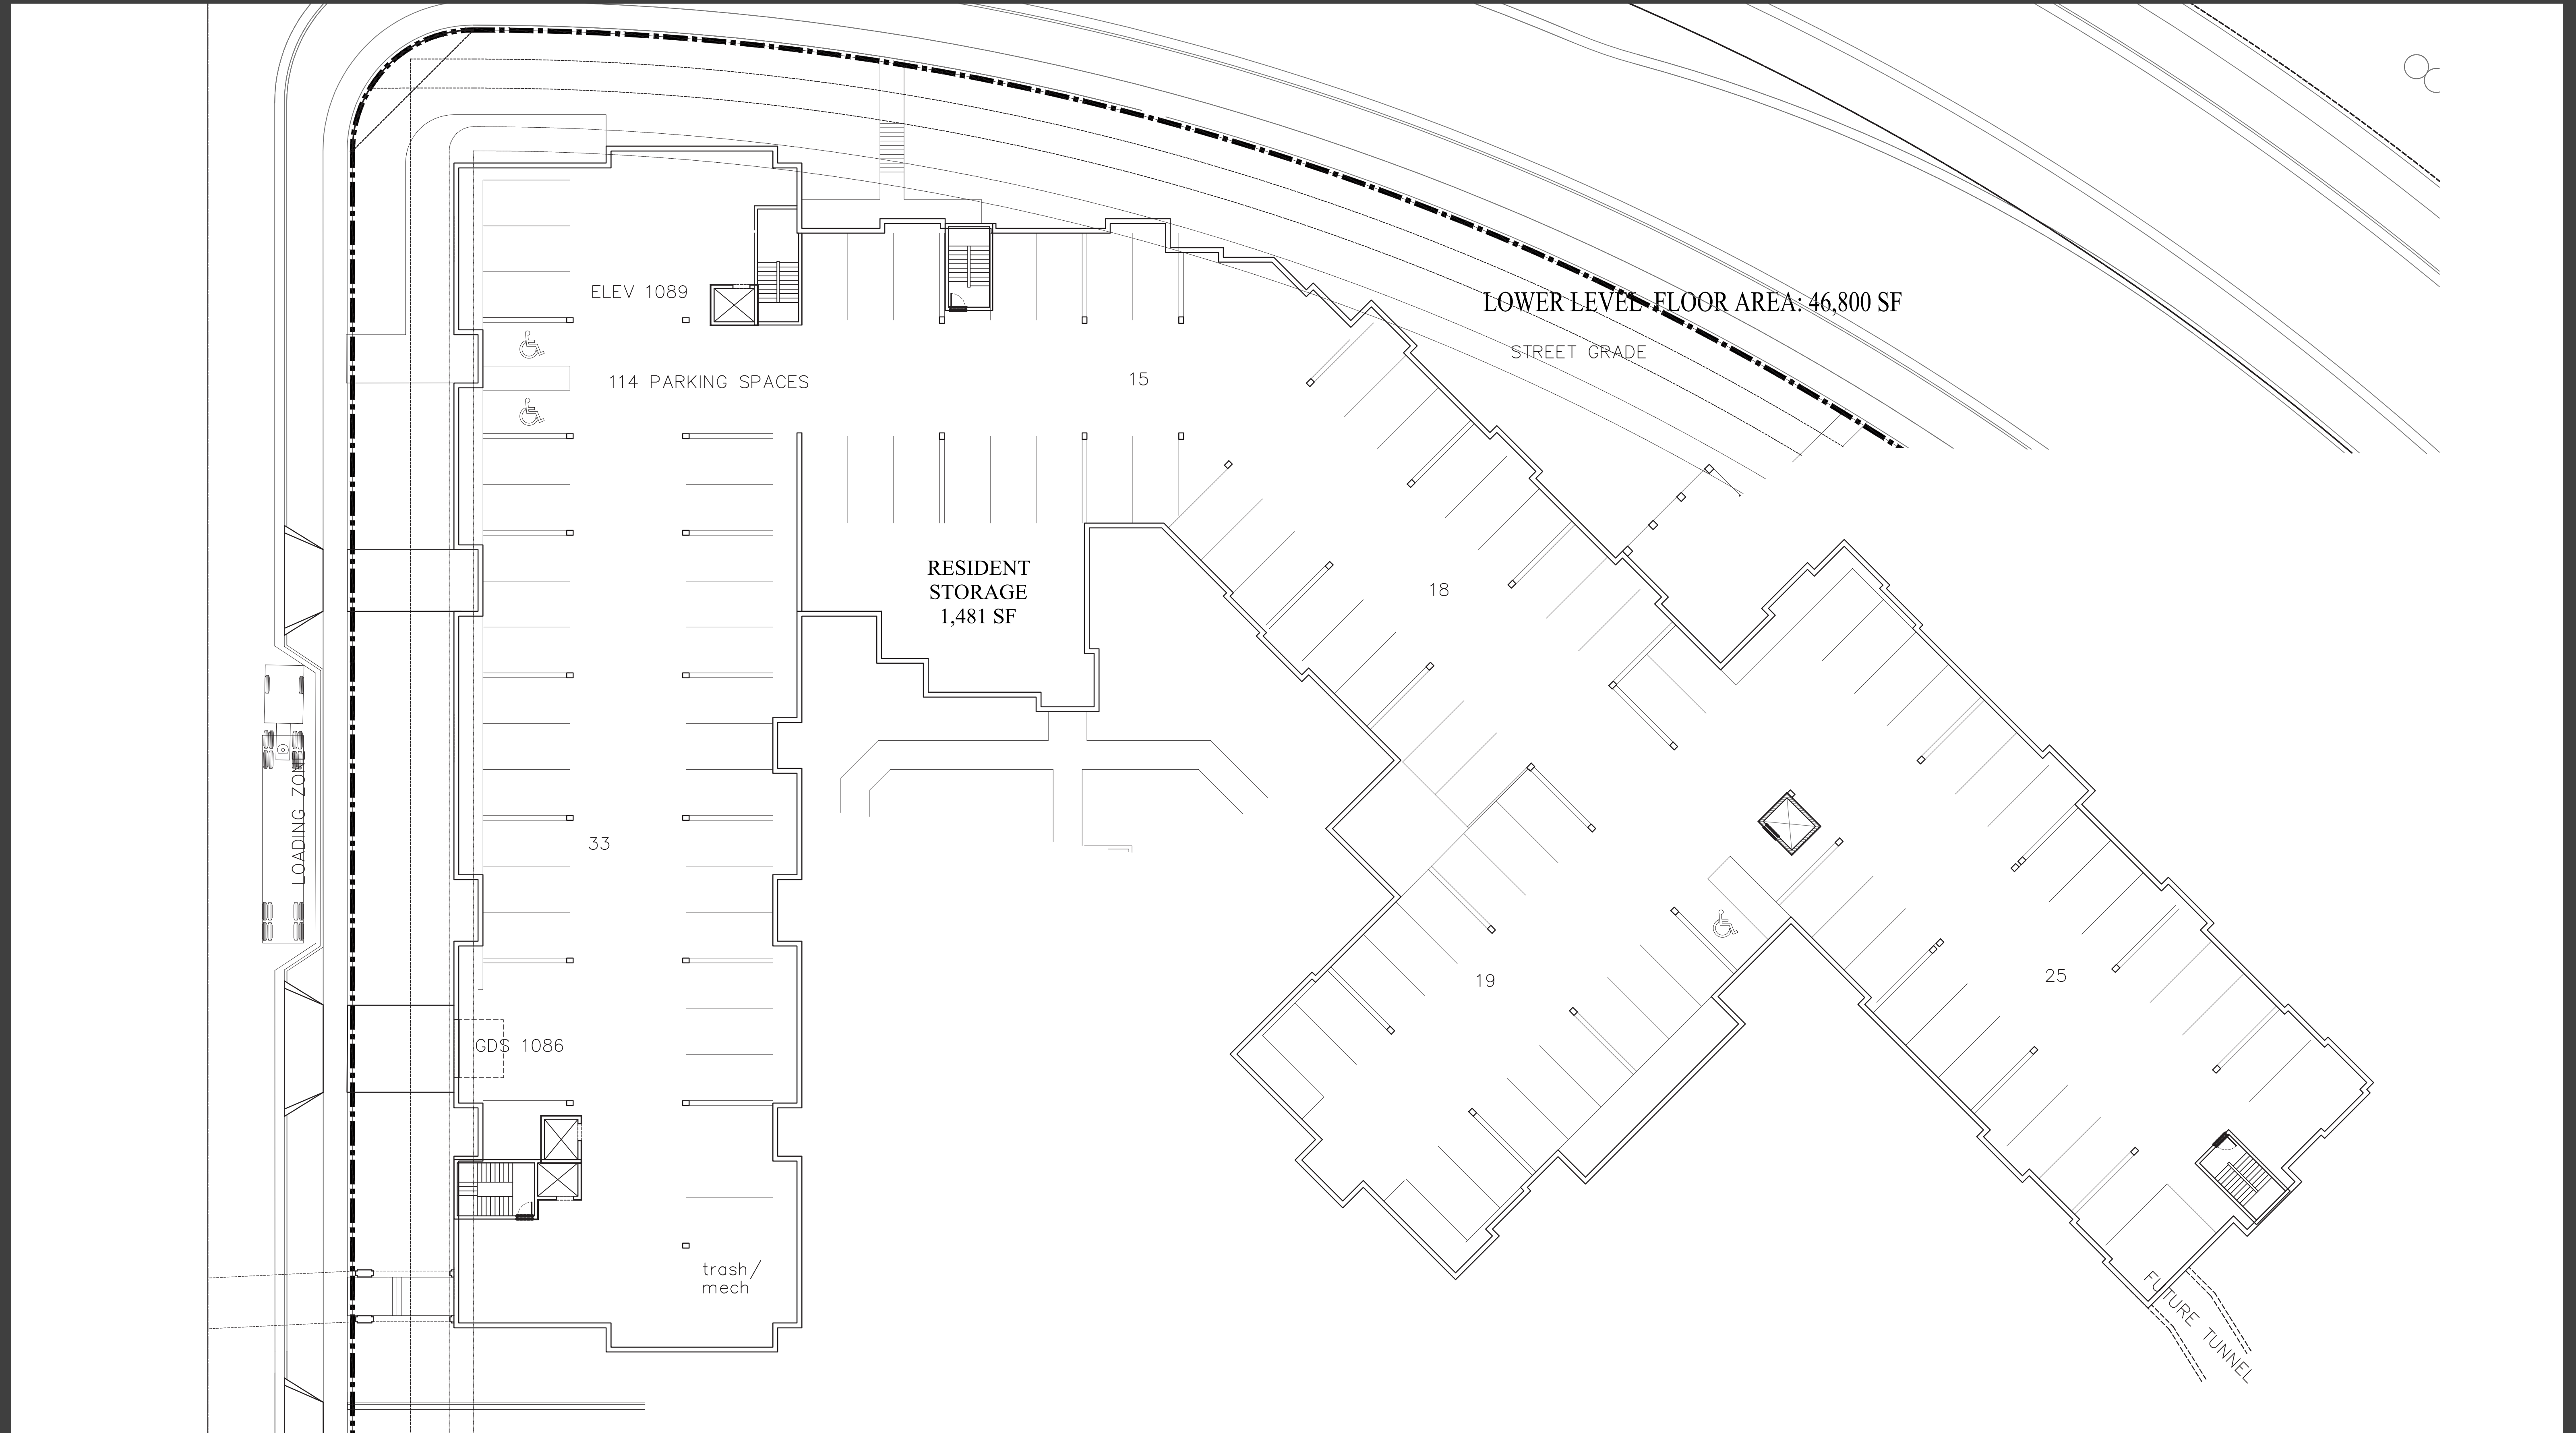 LOWER LEVEL FLOOR AREA: 46,800 SF
STREET GRADE
ELEV 1089
114 PARKING SPACES
15
RESIDENT
STORAGE
1,481 SF
18
LOADING ZONE
33
19
25
GDS 1086
trash/
mech
FUTURE TUNNEL